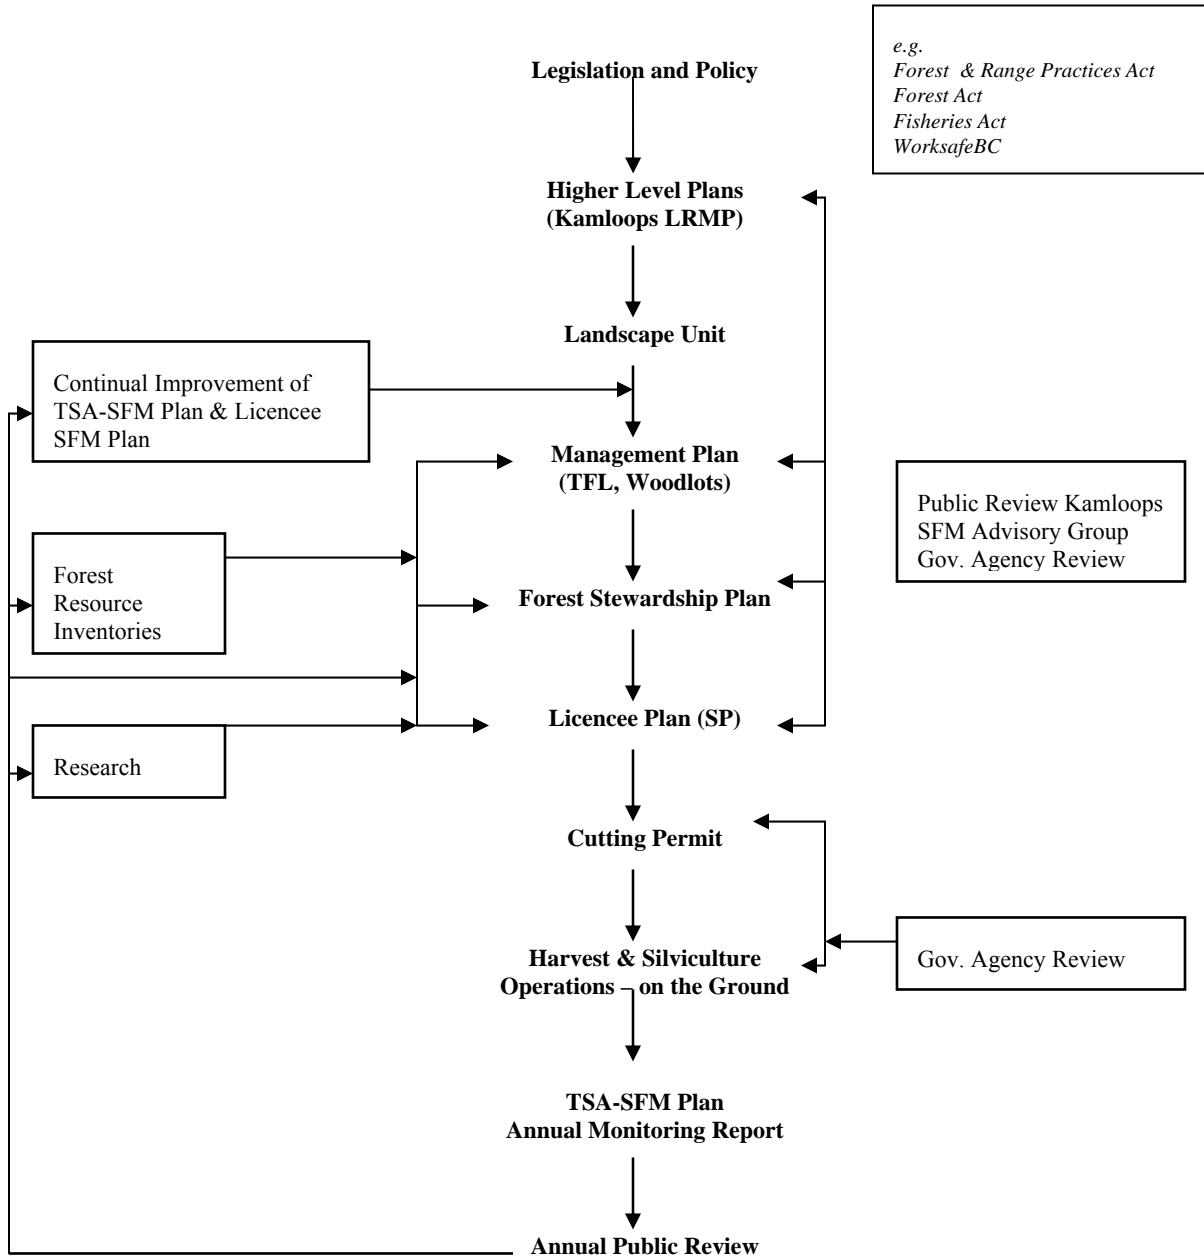 e.g.
Forest & Range Practices Act
Forest Act
Fisheries Act
WorksafeBC
Legislation and Policy
Higher Level Plans
(Kamloops LRMP)
Landscape Unit
Continual Improvement of
TSA-SFM Plan & Licencee
SFM Plan
Management Plan
(TFL, Woodlots)
Public Review Kamloops
SFM Advisory Group
Gov. Agency Review
Forest
Resource
Inventories
Forest Stewardship Plan
Licencee Plan (SP)
Research
Cutting Permit
Harvest & Silviculture
Operations – on the Ground
Gov. Agency Review
TSA-SFM Plan
Annual Monitoring Report
Annual Public Review